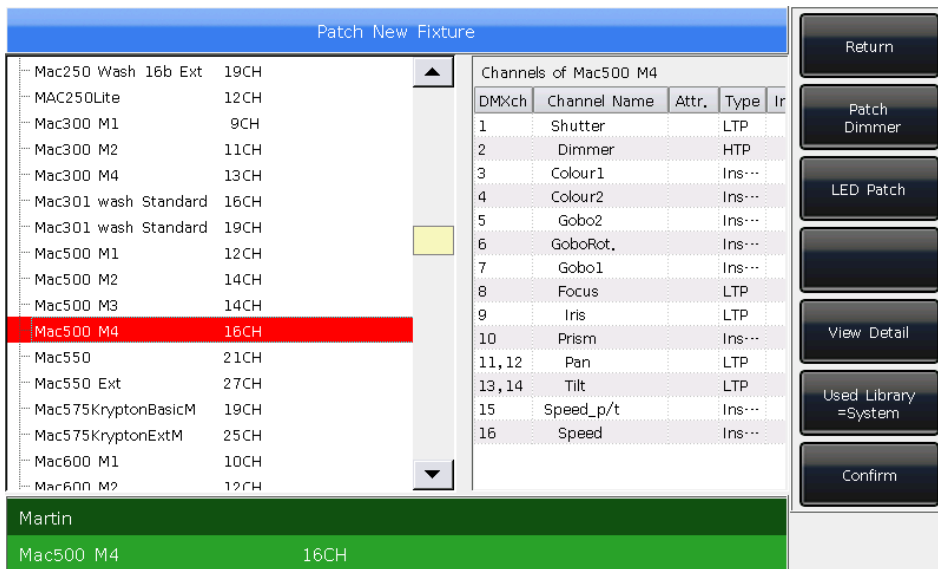 Patch New Fixture
Mac250 Wash 16b Ext 19CH
MAC250Lite 12CH
Mac300 M1 9CH
Mac300 M2 11CH
Mac300 M4 13CH
Mac301 wash Standard 16CH
Mac301 wash Standard 19CH
Mac500 M1 12CH
Mac500 M2 14CH
Mac500 M3 14CH
Mac500 M4 16CH
Mac550 21CH
Mac550 Ext 27CH
Mac575KryptonBasicM 19CH
Mac575KryptonExtM 25CH
Mac600 M1 10CH
Mac600 M2 12CH
Channels of Mac500 M4
DMXch Channel Name Attr. Type Ir
1 Shutter LTP
2 Dimmer HTP
3 Colour1 Ins···
4 Colour2 Ins···
5 Gobo2 Ins···
6 GoboRot. Ins···
7 Gobo1 Ins···
8 Focus LTP
9 Iris LTP
10 Prism Ins···
11,12 Pan LTP
13,14 Tilt LTP
15 Speed_p/t Ins···
16 Speed Ins···
Martin
Mac500 M4 16CH
Return
Patch
Dimmer
LED Patch
View Detail
Used Library
=System
Confirm